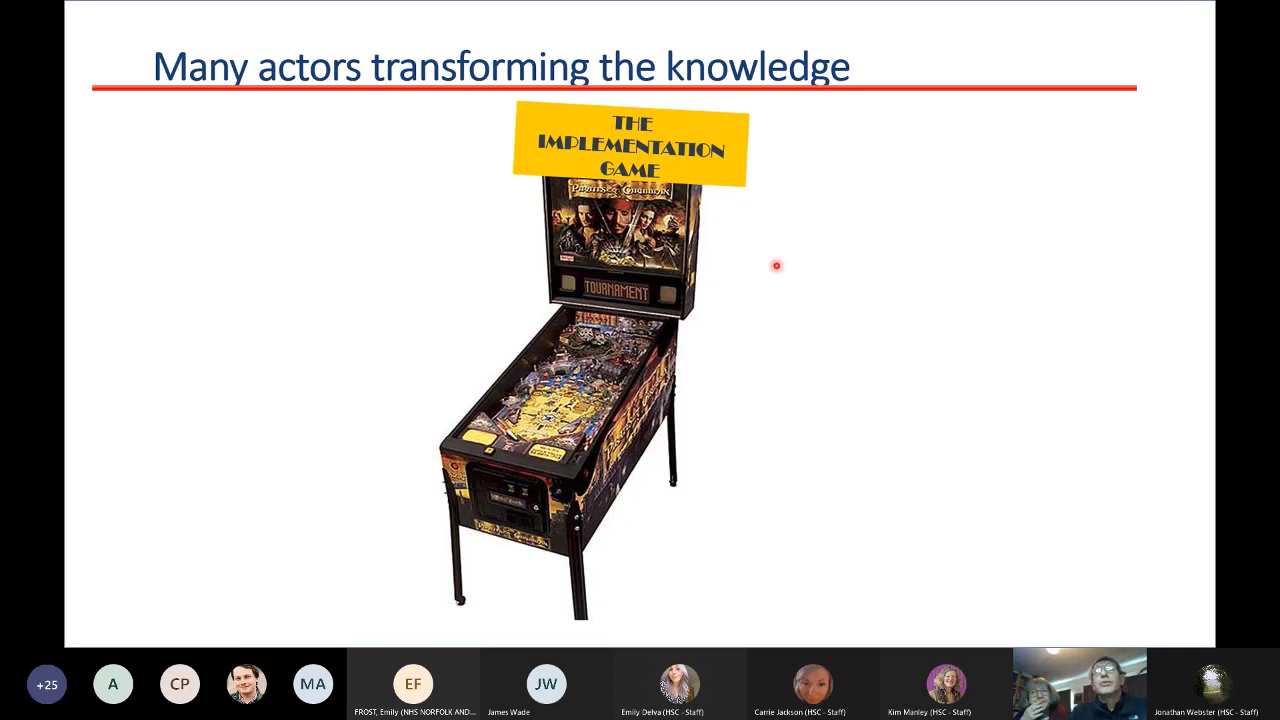 Many actors transforming the knowledge
THE
IMPLEMENTATION
GAME
TOURNAMENT
+25
A
CP
MA
EF
JW
FROST, Emily (NHS NORFOLK AND...
James Wade
Emily Delva (HSC - Staff)
Carrie Jackson (HSC - Staff)
Kim Manley (HSC - Staff)
Jonathan Webster (HSC - Staff)